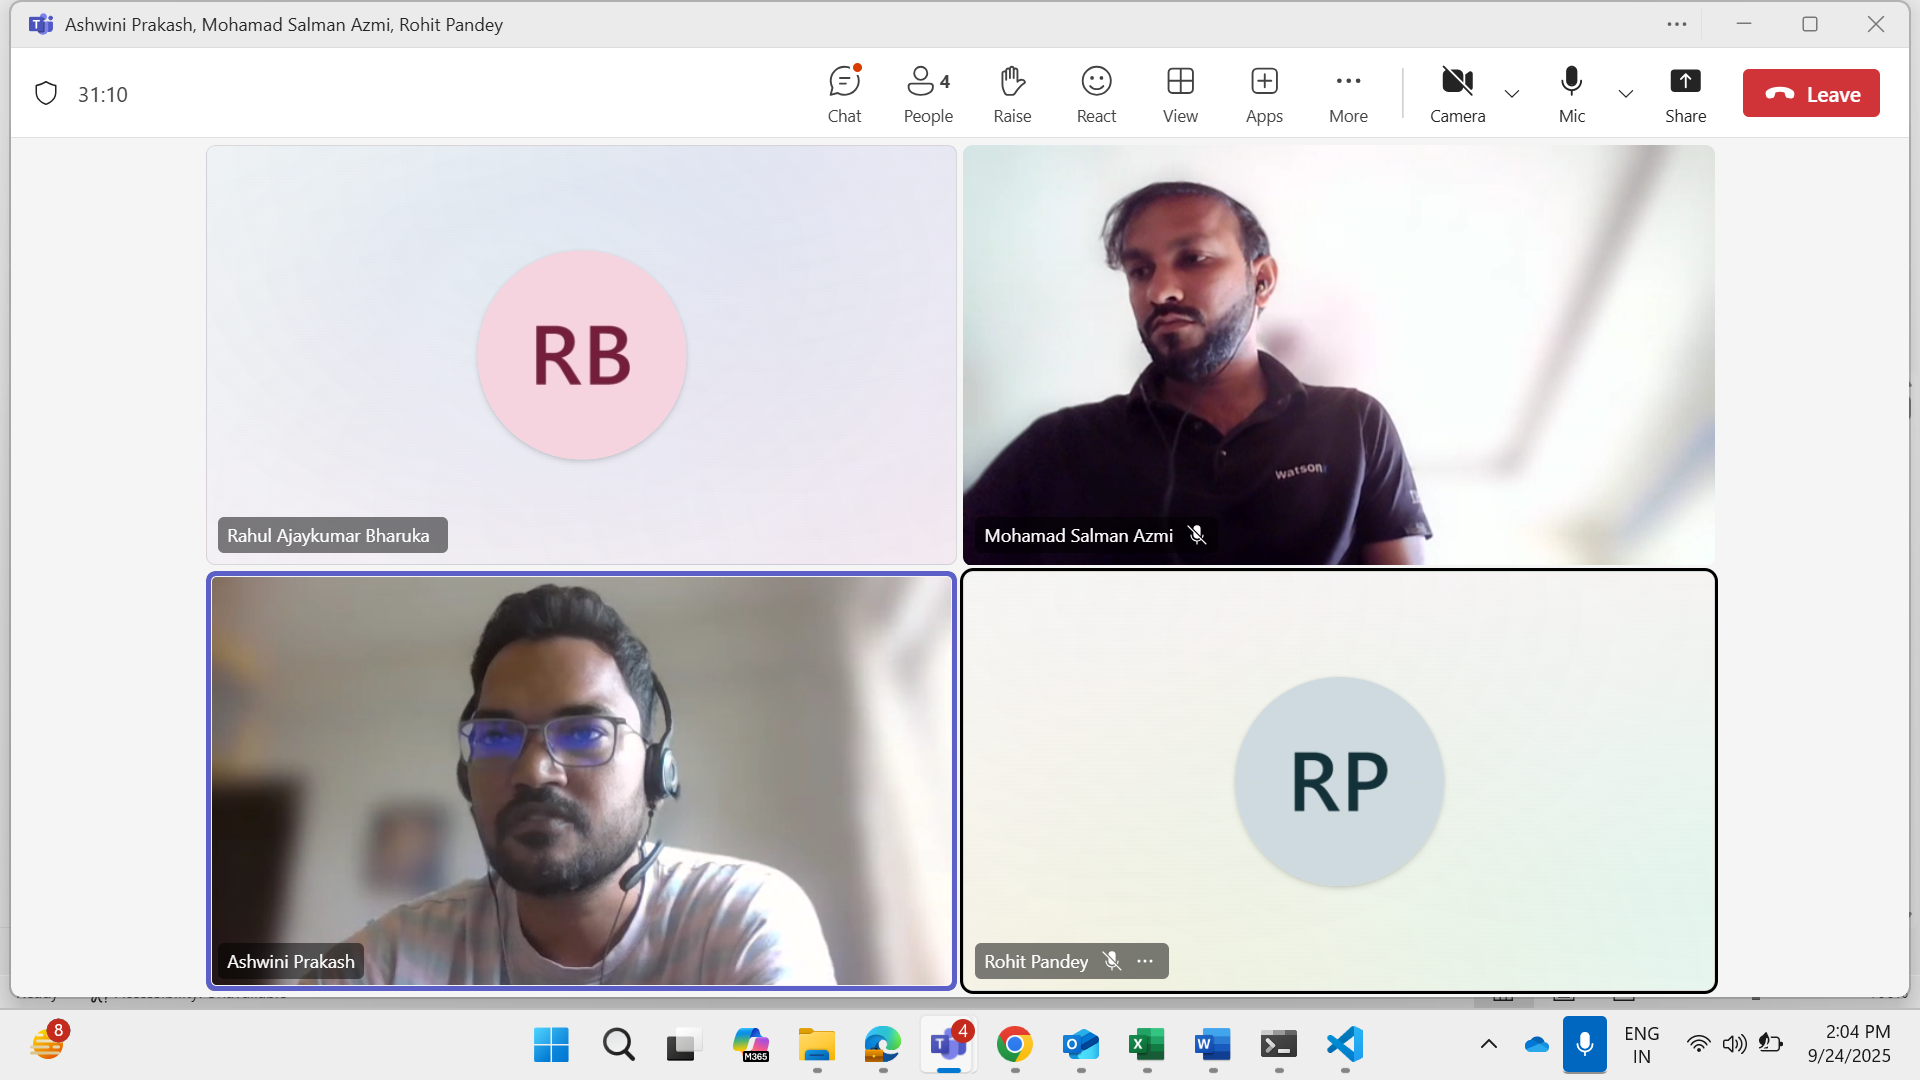 Ashwini Prakash, Mohamad Salman Azmi, Rohit Pandey
31:10
Chat
4
People
Raise
React
View
Apps
More
Camera
Mic
Share
Leave
RB
Rahul Ajaykumar Bharuka
watson
Mohamad Salman Azmi
Ashwini Prakash
RP
Rohit Pandey
8
M365
4
ENG
IN
2:04 PM
9/24/2025